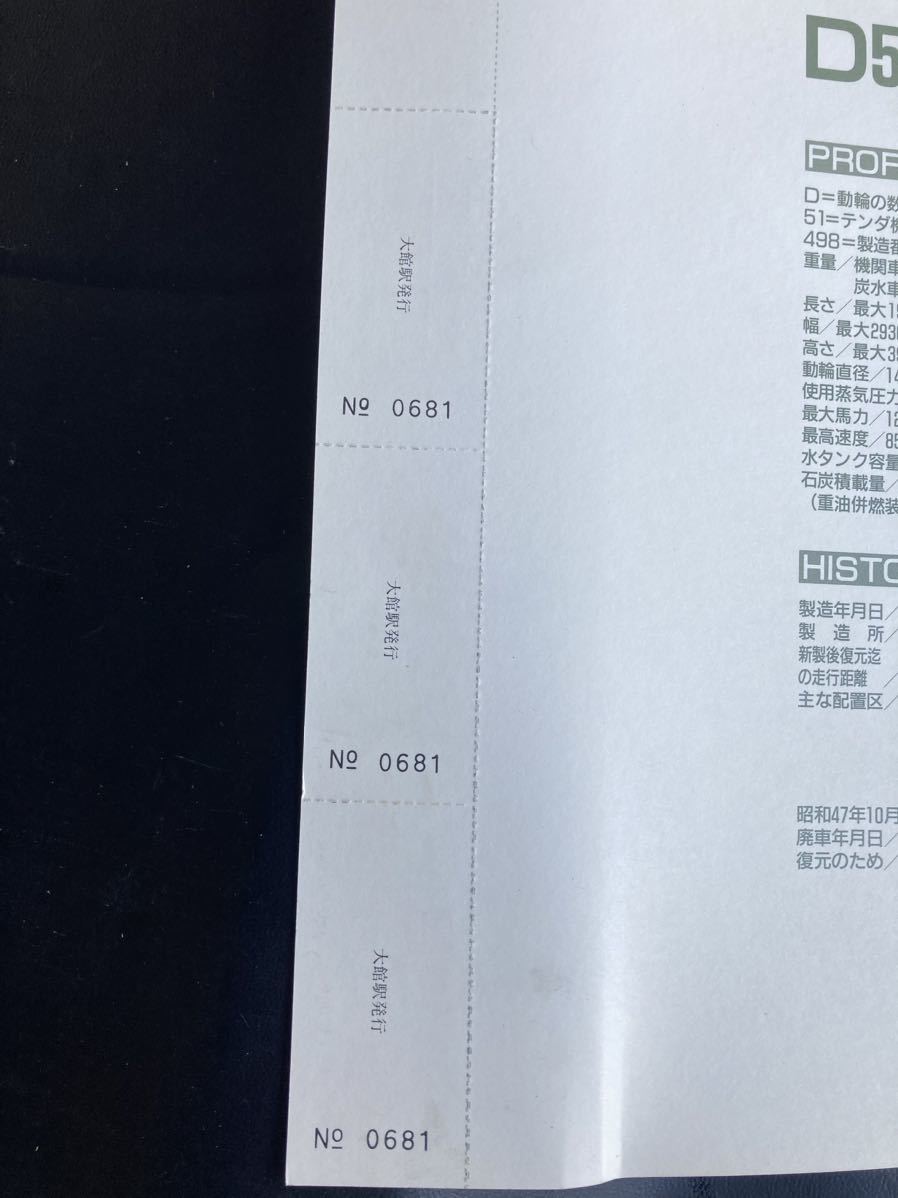 大館駅発行
№ 0681
大館駅発行
№ 0681
大館駅発行
№ 0681
D5
PROF
D=動輪の数
51=テンダ機
498=製造番
重量/機関車
炭水車
長さ/最大19
幅/最大2930
高さ/最大39
動輪直径/14
使用蒸気圧力
最大馬力/12
最高速度/85
水タンク容量
石炭積載量/
（重油併燃装
HISTO
製造年月日/
製造所/
新製後復元迄
の走行距離/
主な配置区/
昭和47年10月
廃車年月日/
復元のため/